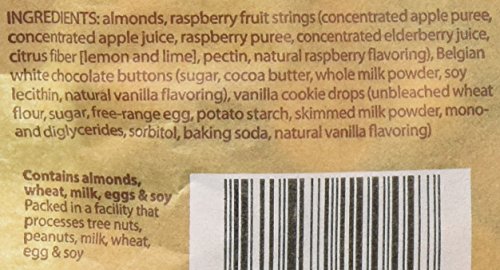 INGREDIENTS: almonds, raspberry fruit strings (concentrated apple puree,
concentrated apple juice, raspberry puree, concentrated elderberry juice,
citrus fiber [lemon and lime], pectin, natural raspberry flavoring), Belgian
white chocolate buttons (sugar, cocoa butter, whole milk powder, soy
lecithin, natural vanilla flavoring), vanilla cookie drops (unbleached wheat
flour, sugar, free-range egg, potato starch, skimmed milk powder, mono-
and diglycerides, sorbitol, baking soda, natural vanilla flavoring)
Contains almonds,
wheat, milk, eggs & soy
Packed in a facility that
processes tree nuts,
peanuts, milk, wheat,
egg & soy